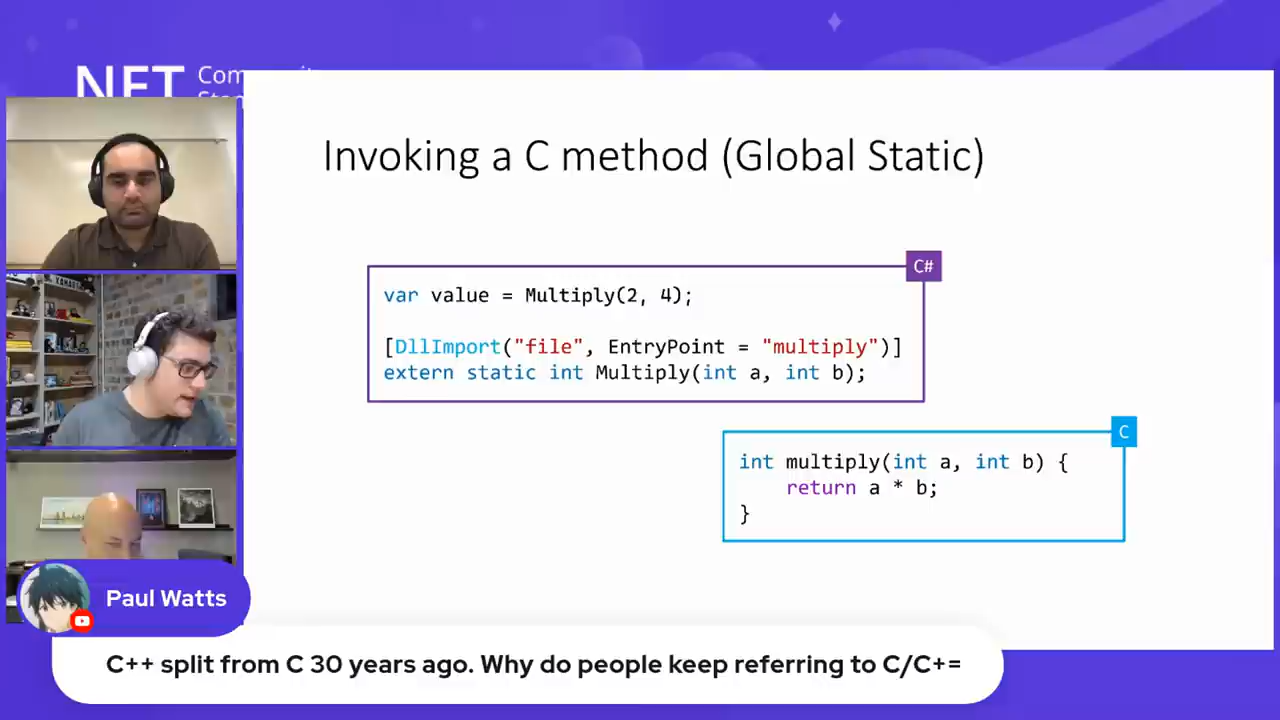 .NET
Invoking a C method (Global Static)
C#
var value = Multiply(2, 4);
[DllImport("file", EntryPoint = "multiply")]
extern static int Multiply(int a, int b);
C
int multiply(int a, int b) {
return a * b;
}
Paul Watts
C++ split from C 30 years ago. Why do people keep referring to C/C+=